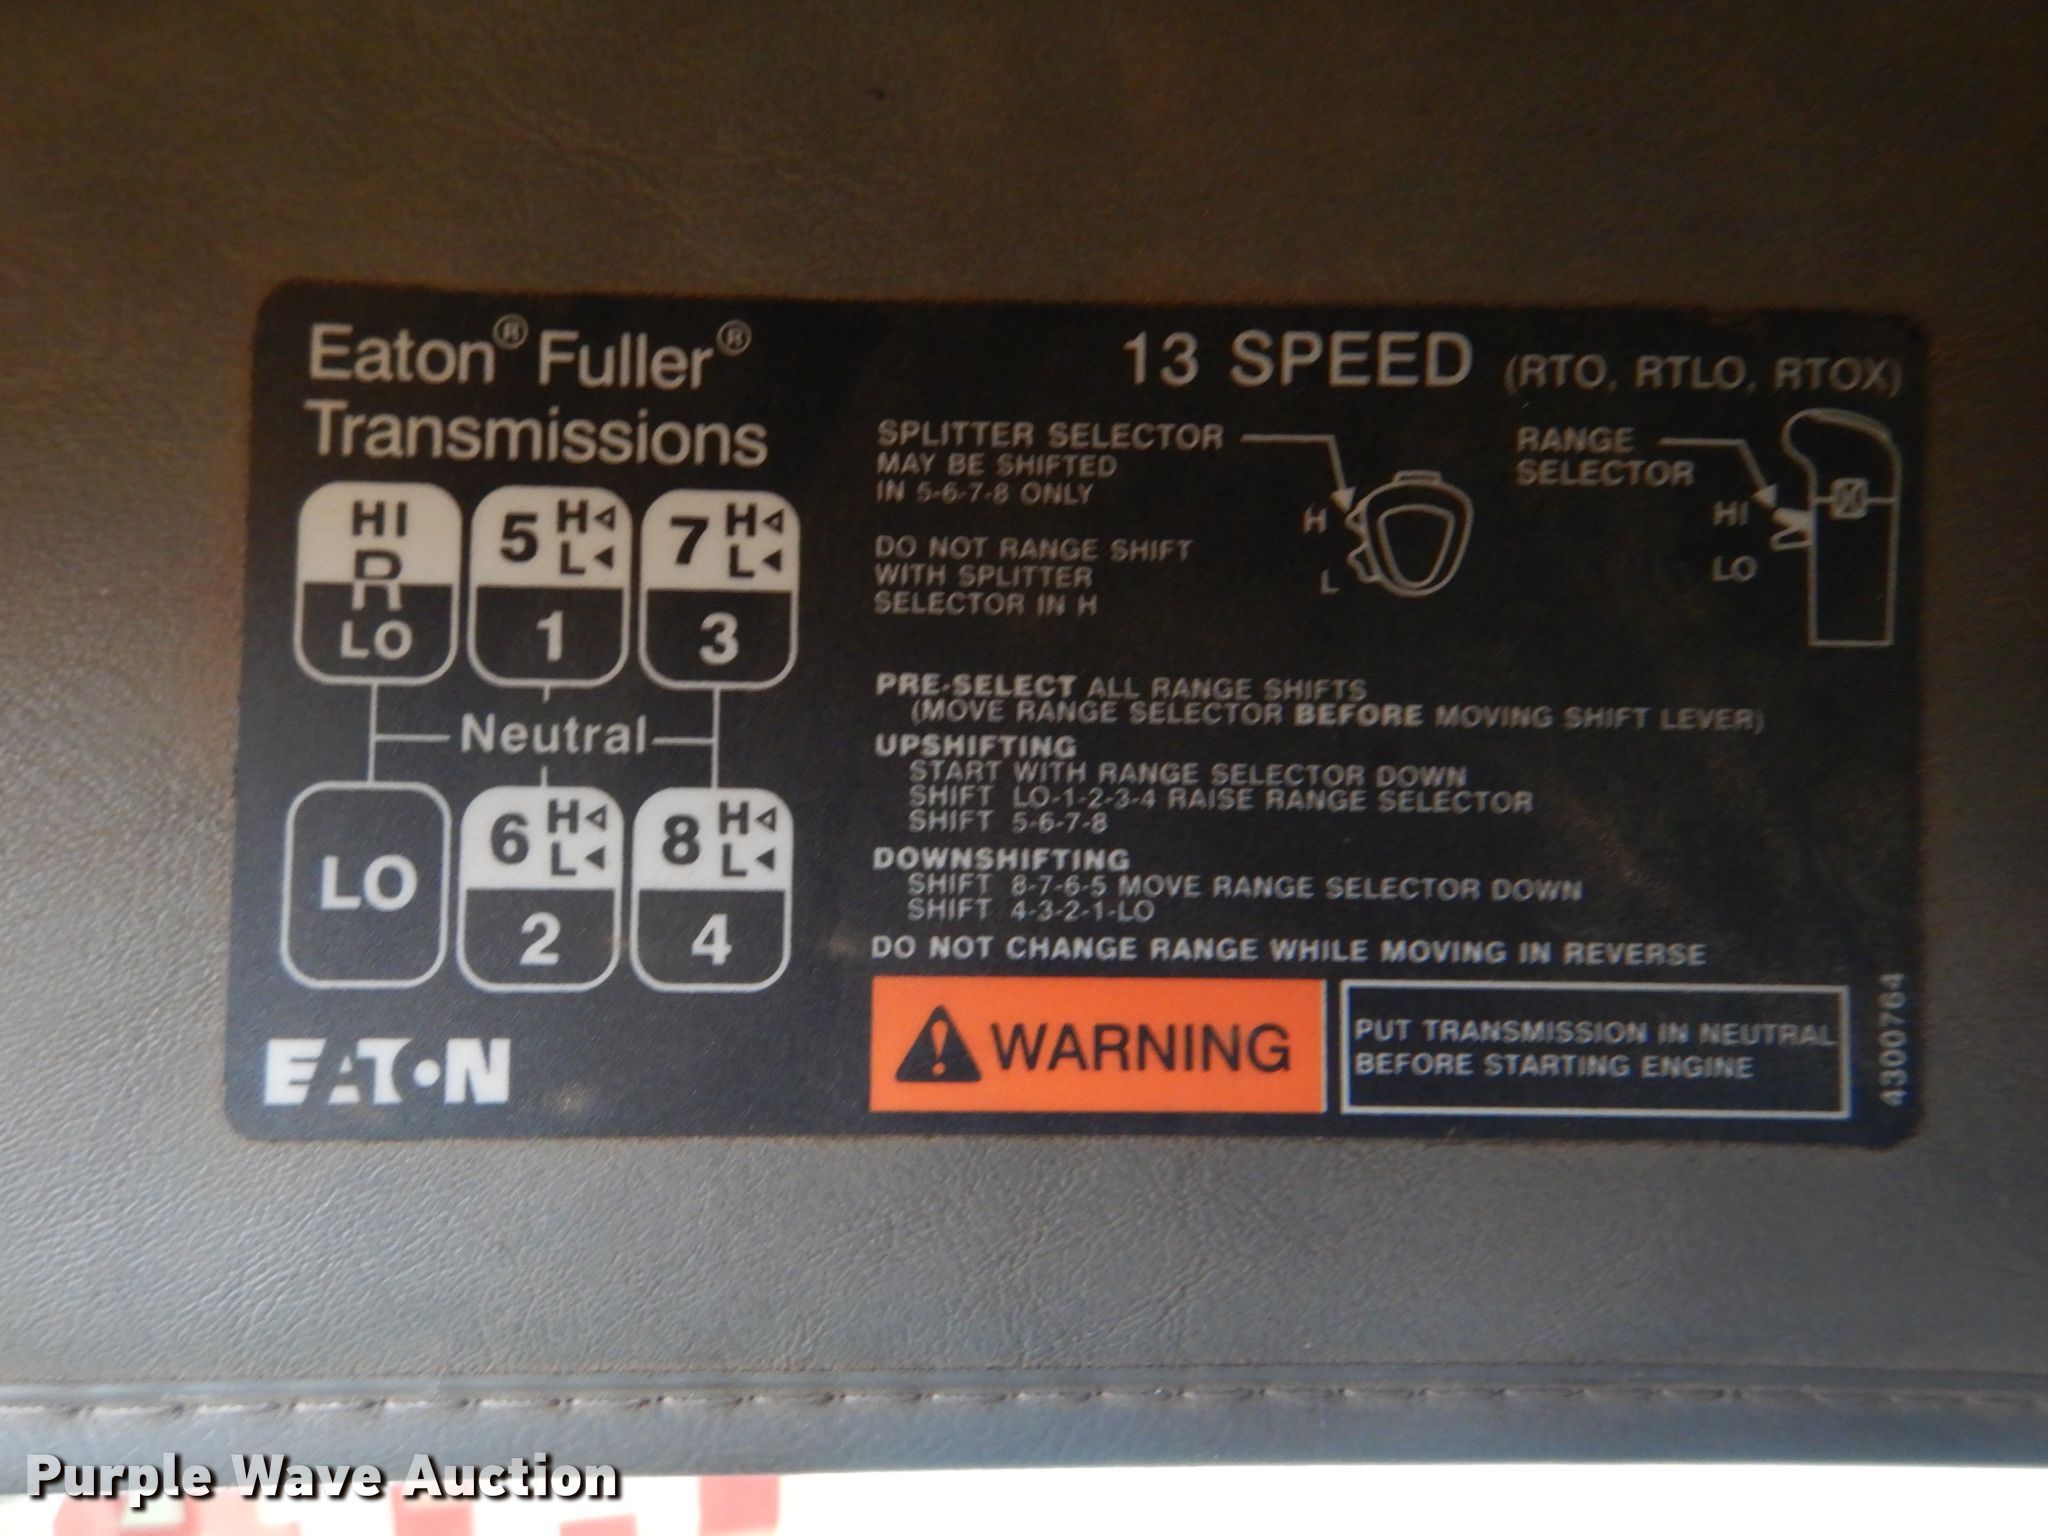 Eaton® Fuller®
Transmissions
HI
R
LO
5 H L
1
7 H L
3
Neutral
LO
6 H L
2
8 H L
4
EATON
13 SPEED (RTO, RTLO, RTOX)
SPLITTER SELECTOR
MAY BE SHIFTED
IN 5-6-7-8 ONLY
DO NOT RANGE SHIFT
WITH SPLITTER
SELECTOR IN H
H
L
RANGE
SELECTOR
HI
LO
PRE-SELECT ALL RANGE SHIFTS
(MOVE RANGE SELECTOR BEFORE MOVING SHIFT LEVER)
UPSHIFTING
START WITH RANGE SELECTOR DOWN
SHIFT LO-1-2-3-4 RAISE RANGE SELECTOR
SHIFT 5-6-7-8
DOWNSHIFTING
SHIFT 8-7-6-5 MOVE RANGE SELECTOR DOWN
SHIFT 4-3-2-1-LO
DO NOT CHANGE RANGE WHILE MOVING IN REVERSE
WARNING
PUT TRANSMISSION IN NEUTRAL
BEFORE STARTING ENGINE
4300764
Purple Wave Auction